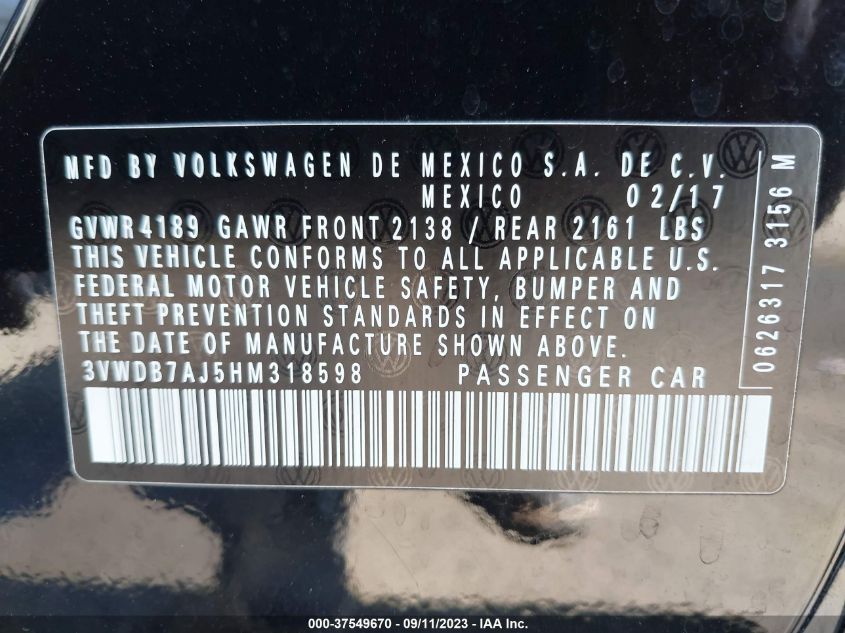 MFD BY VOLKSWAGEN DE MEXICO S.A. DE C.V.
MEXICO 02/17
GVWR 4189 GAWR FRONT 2138 / REAR 2161 LBS
THIS VEHICLE CONFORMS TO ALL APPLICABLE U.S.
FEDERAL MOTOR VEHICLE SAFETY, BUMPER AND
THEFT PREVENTION STANDARDS IN EFFECT ON
THE DATE OF MANUFACTURE SHOWN ABOVE.
3VWDB7AJ5HM318598 PASSENGER CAR
0626317 3156 M
000-37549670 - 09/11/2023 - IAA Inc.